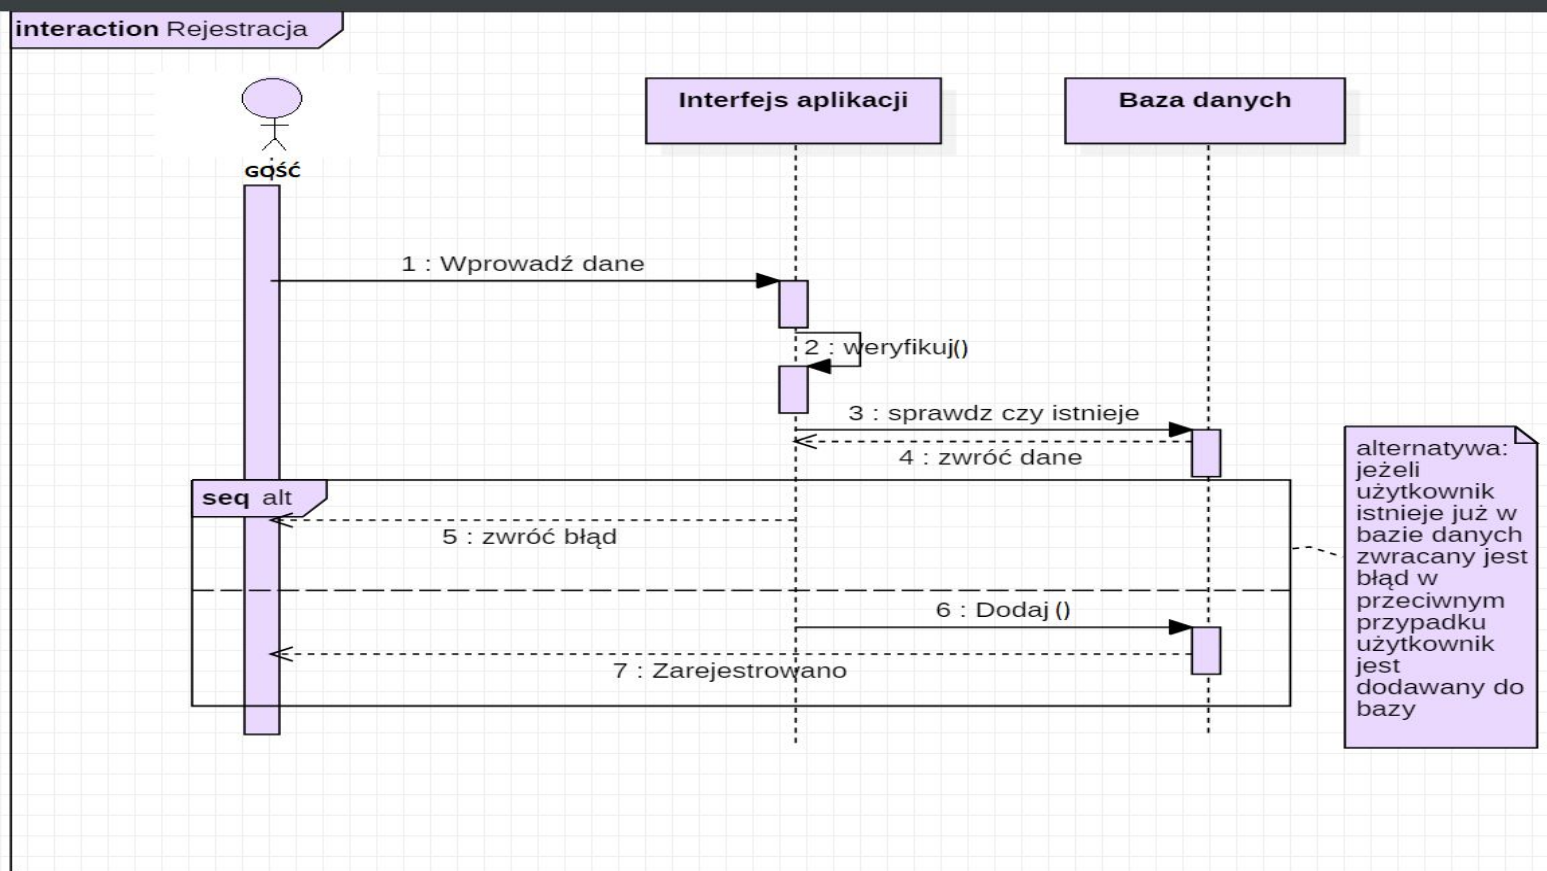 interaction Rejestracja
GOŚĆ
Interfejs aplikacji
Baza danych
1 : Wprowadź dane
2 : weryfikuj()
3 : sprawdz czy istnieje
4 : zwróć dane
seq alt
5 : zwróć błąd
6 : Dodaj ()
7 : Zarejestrowano
alternatywa:
jeżeli
użytkownik
istnieje już w
bazie danych
zwracany jest
błąd w
przeciwnym
przypadku
użytkownik
jest
dodawany do
bazy